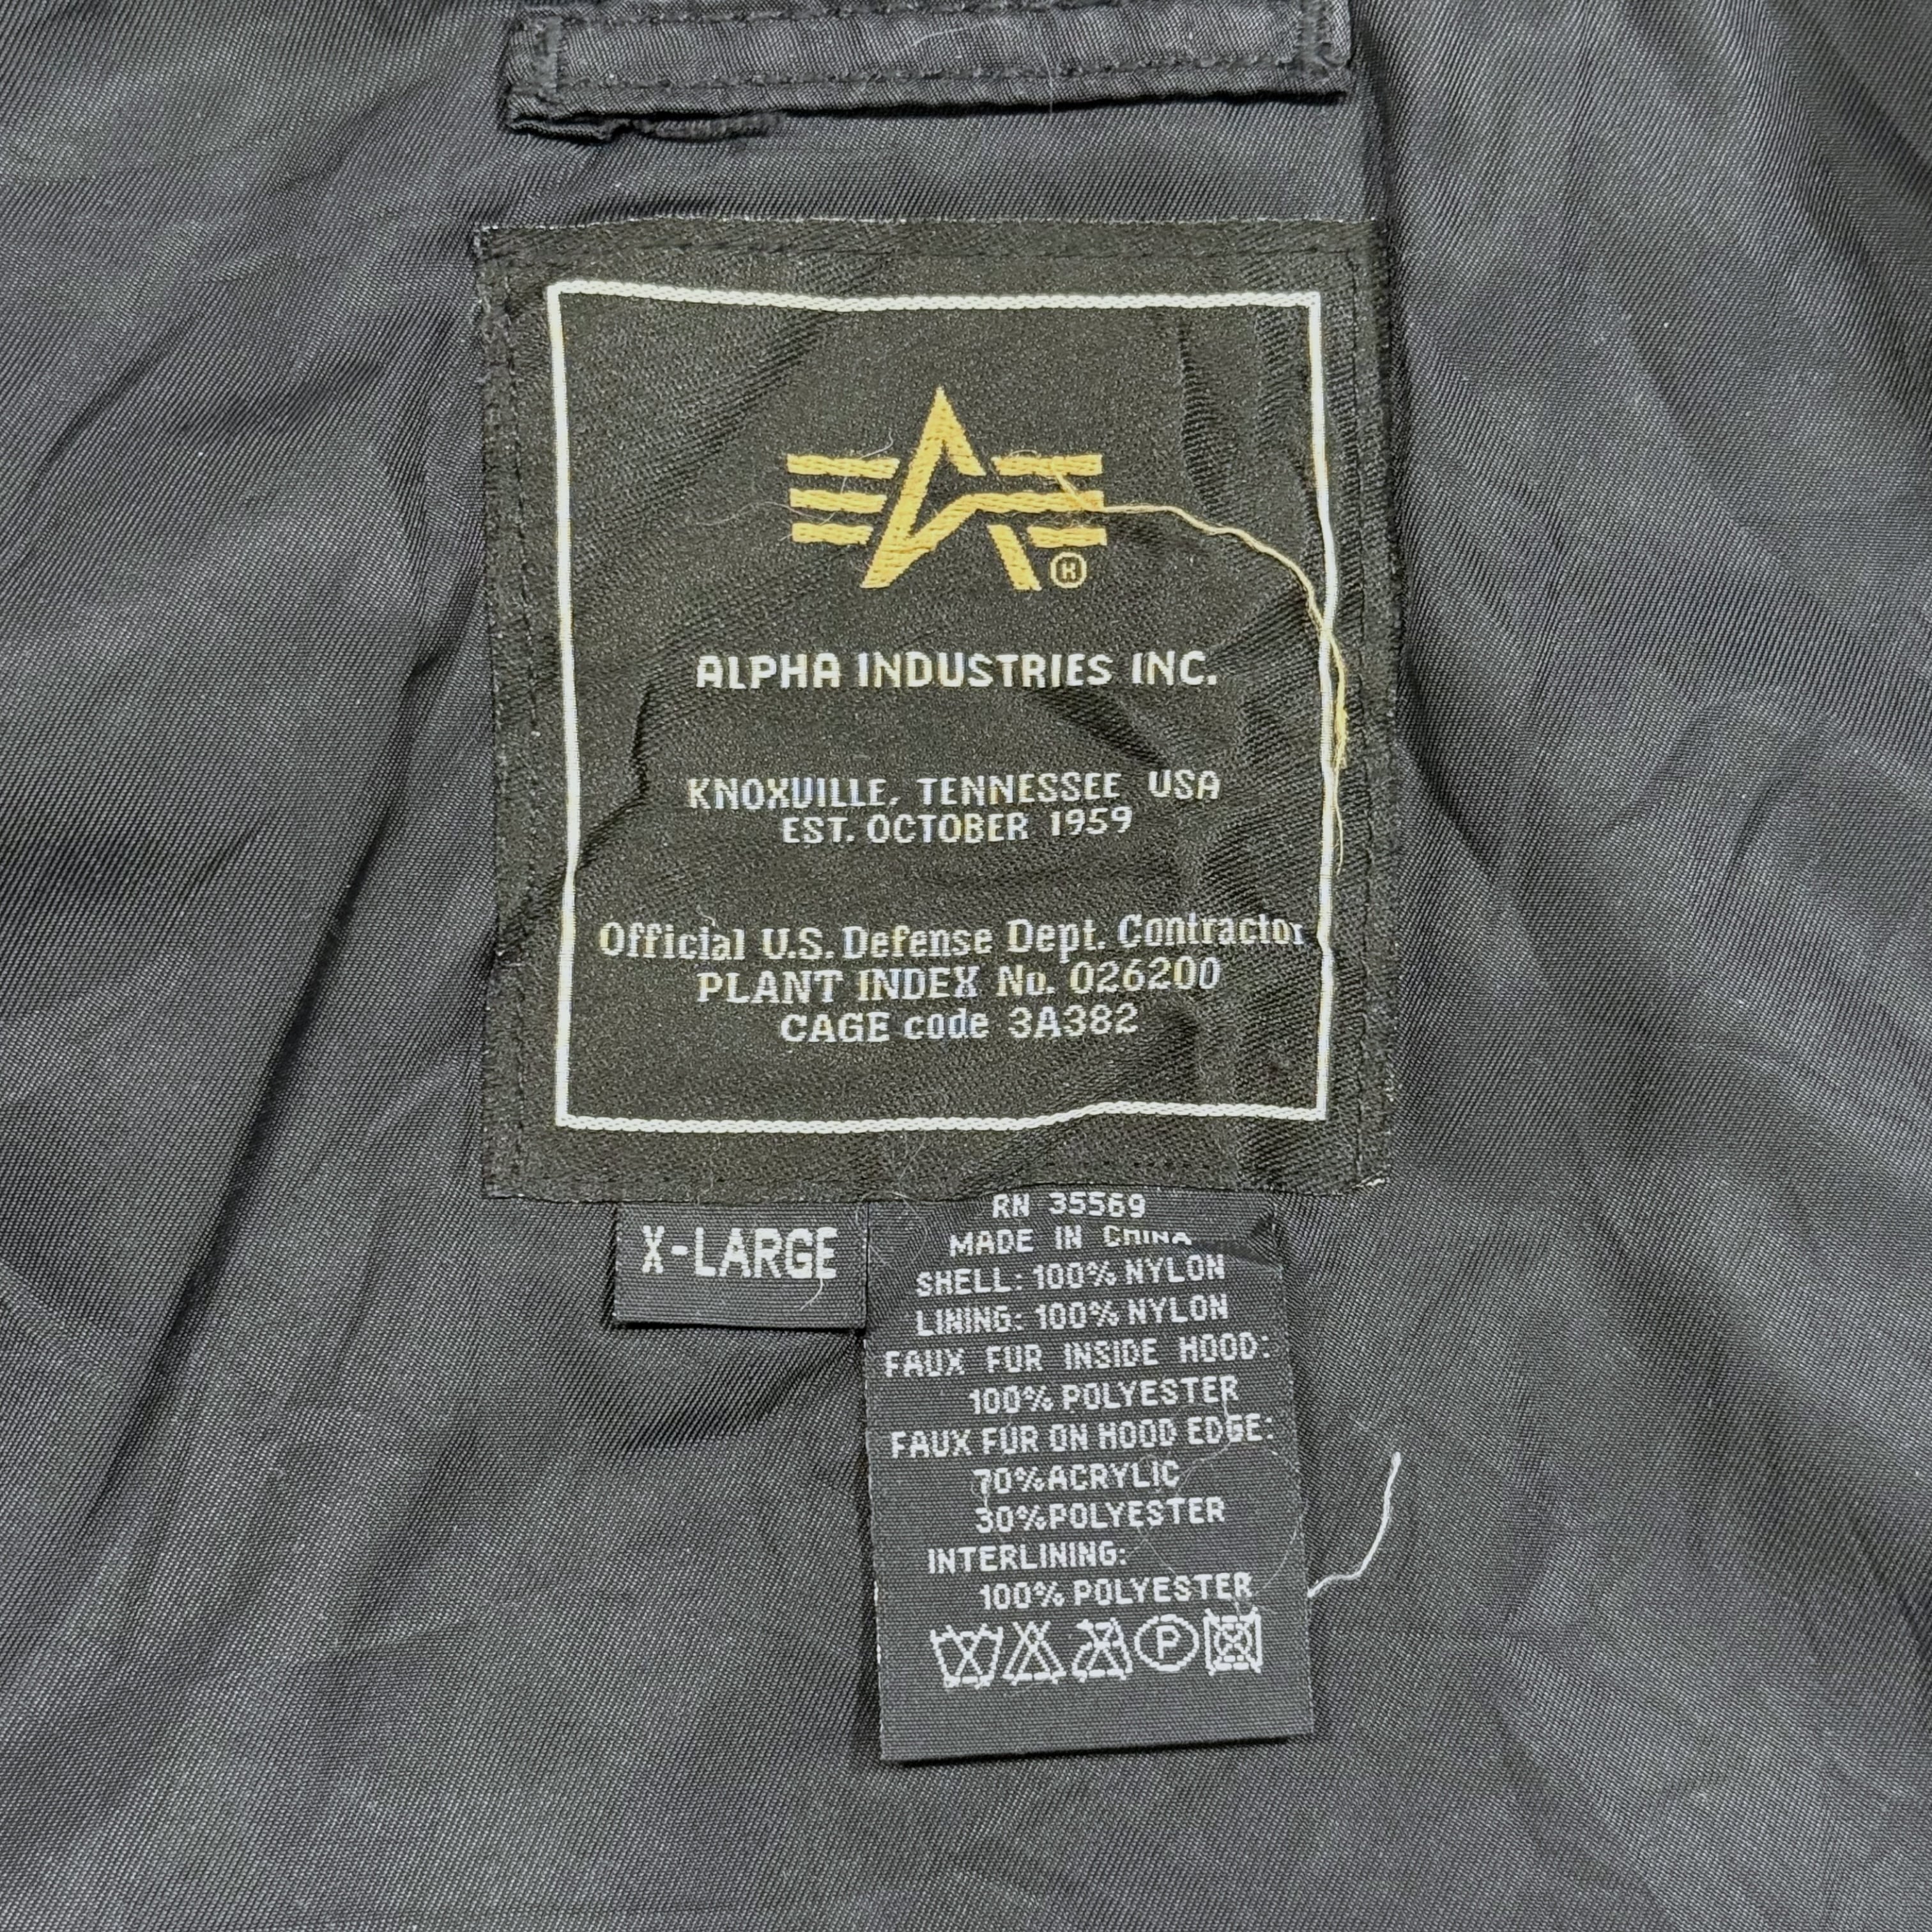 ALPHA INDUSTRIES INC.
KNOXVILLE, TENNESSEE USA
EST. OCTOBER 1959
Official U.S. Defense Dept. Contractor
PLANT INDEX No. 026200
CAGE code 3A382
X-LARGE
RN 35569
MADE IN CHINA
SHELL: 100% NYLON
LINING: 100% NYLON
FAUX FUR INSIDE HOOD:
100% POLYESTER
FAUX FUR ON HOOD EDGE:
70%ACRYLIC
30%POLYESTER
INTERLINING:
100% POLYESTER
P